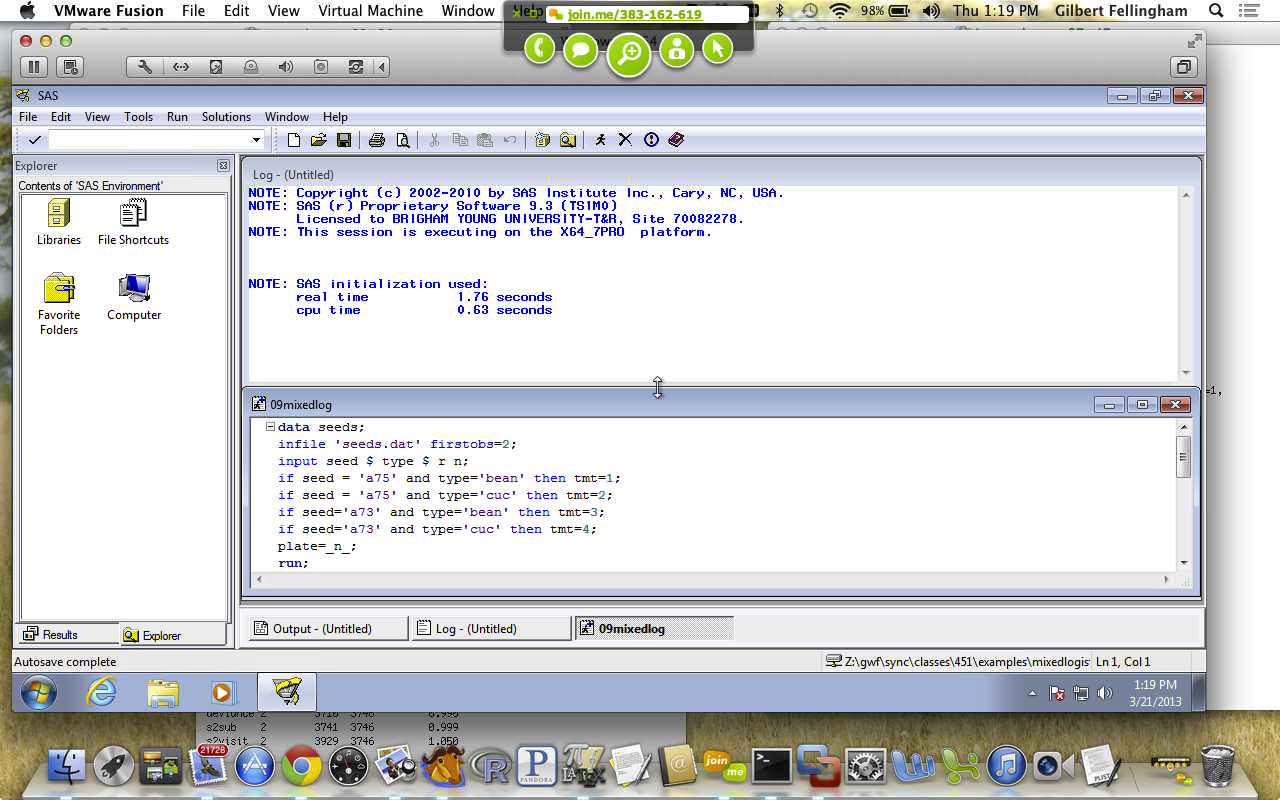 VMware Fusion File Edit View Virtual Machine Window Help 98% Thu 1:19 PM Gilbert Fellingham
join.me/383-162-619
8
SAS
File Edit View Tools Run Solutions Window Help
Explorer
Contents of 'SAS Environment'
Libraries
File Shortcuts
Favorite Folders
Computer
Log - (Untitled)
NOTE: Copyright (c) 2002-2010 by SAS Institute Inc., Cary, NC, USA.
NOTE: SAS (r) Proprietary Software 9.3 (TS1M0)
Licensed to BRIGHAM YOUNG UNIVERSITY-T&R, Site 70082278.
NOTE: This session is executing on the X64_7PRO platform.
NOTE: SAS initialization used:
real time 1.76 seconds
cpu time 0.63 seconds
=1,
09mixedlog
data seeds;
infile 'seeds.dat' firstobs=2;
input seed $ type $ r n;
if seed = 'a75' and type='bean' then tmt=1;
if seed = 'a75' and type='cuc' then tmt=2;
if seed='a73' and type='bean' then tmt=3;
if seed='a73' and type='cuc' then tmt=4;
plate=_n_;
run;
Results Explorer
Output - (Untitled) Log - (Untitled) 09mixedlog
Autosave complete
Z:\gwf\sync\classes\451\examples\mixedlogis Ln 1, Col 1
1:19 PM
3/21/2013
deviance 2 3716 3746 0.996
s2sub 2 3741 3746 0.999
s2visit 2 3929 3746 1.050
21728
R
P
PANDORA
LATEX
@
join
me
PLIST